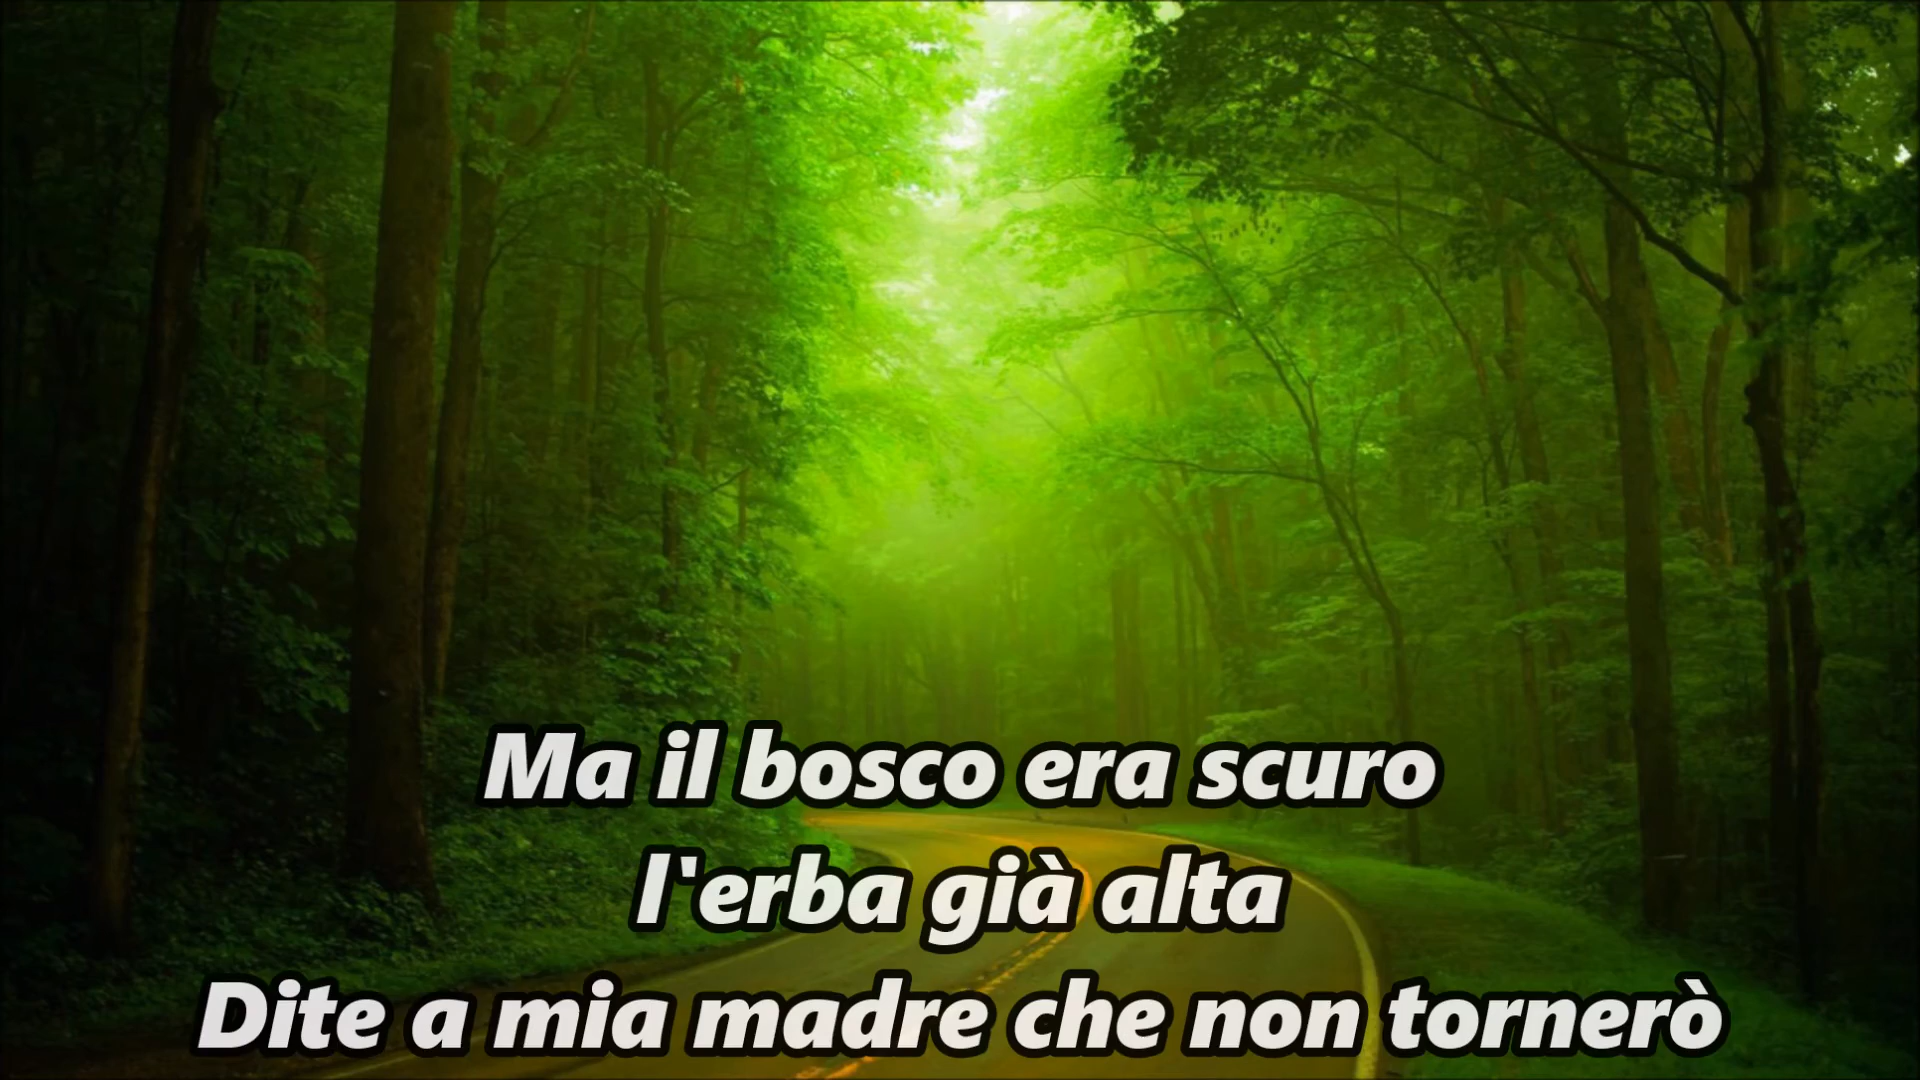 Ma il bosco era scuro
l'erba già alta
Dite a mia madre che non tornerò